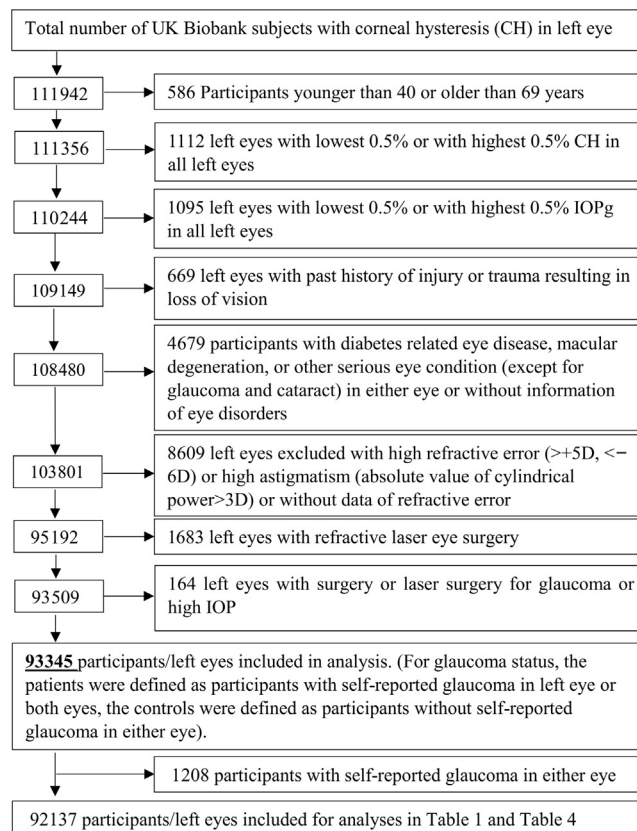 Total number of UK Biobank subjects with corneal hysteresis (CH) in left eye
111942
586 Participants younger than 40 or older than 69 years
111356
1112 left eyes with lowest 0.5% or with highest 0.5% CH in
all left eyes
110244
1095 left eyes with lowest 0.5% or with highest 0.5% IOPg
in all left eyes
109149
669 left eyes with past history of injury or trauma resulting in
loss of vision
108480
4679 participants with diabetes related eye disease, macular
degeneration, or other serious eye condition (except for
glaucoma and cataract) in either eye or without information
of eye disorders
103801
8609 left eyes excluded with high refractive error (>+5D, <−
6D) or high astigmatism (absolute value of cylindrical
power>3D) or without data of refractive error
95192
1683 left eyes with refractive laser eye surgery
93509
164 left eyes with surgery or laser surgery for glaucoma or
high IOP
93345 participants/left eyes included in analysis. (For glaucoma status, the
patients were defined as participants with self-reported glaucoma in left eye or
both eyes, the controls were defined as participants without self-reported
glaucoma in either eye).
1208 participants with self-reported glaucoma in either eye
92137 participants/left eyes included for analyses in Table 1 and Table 4